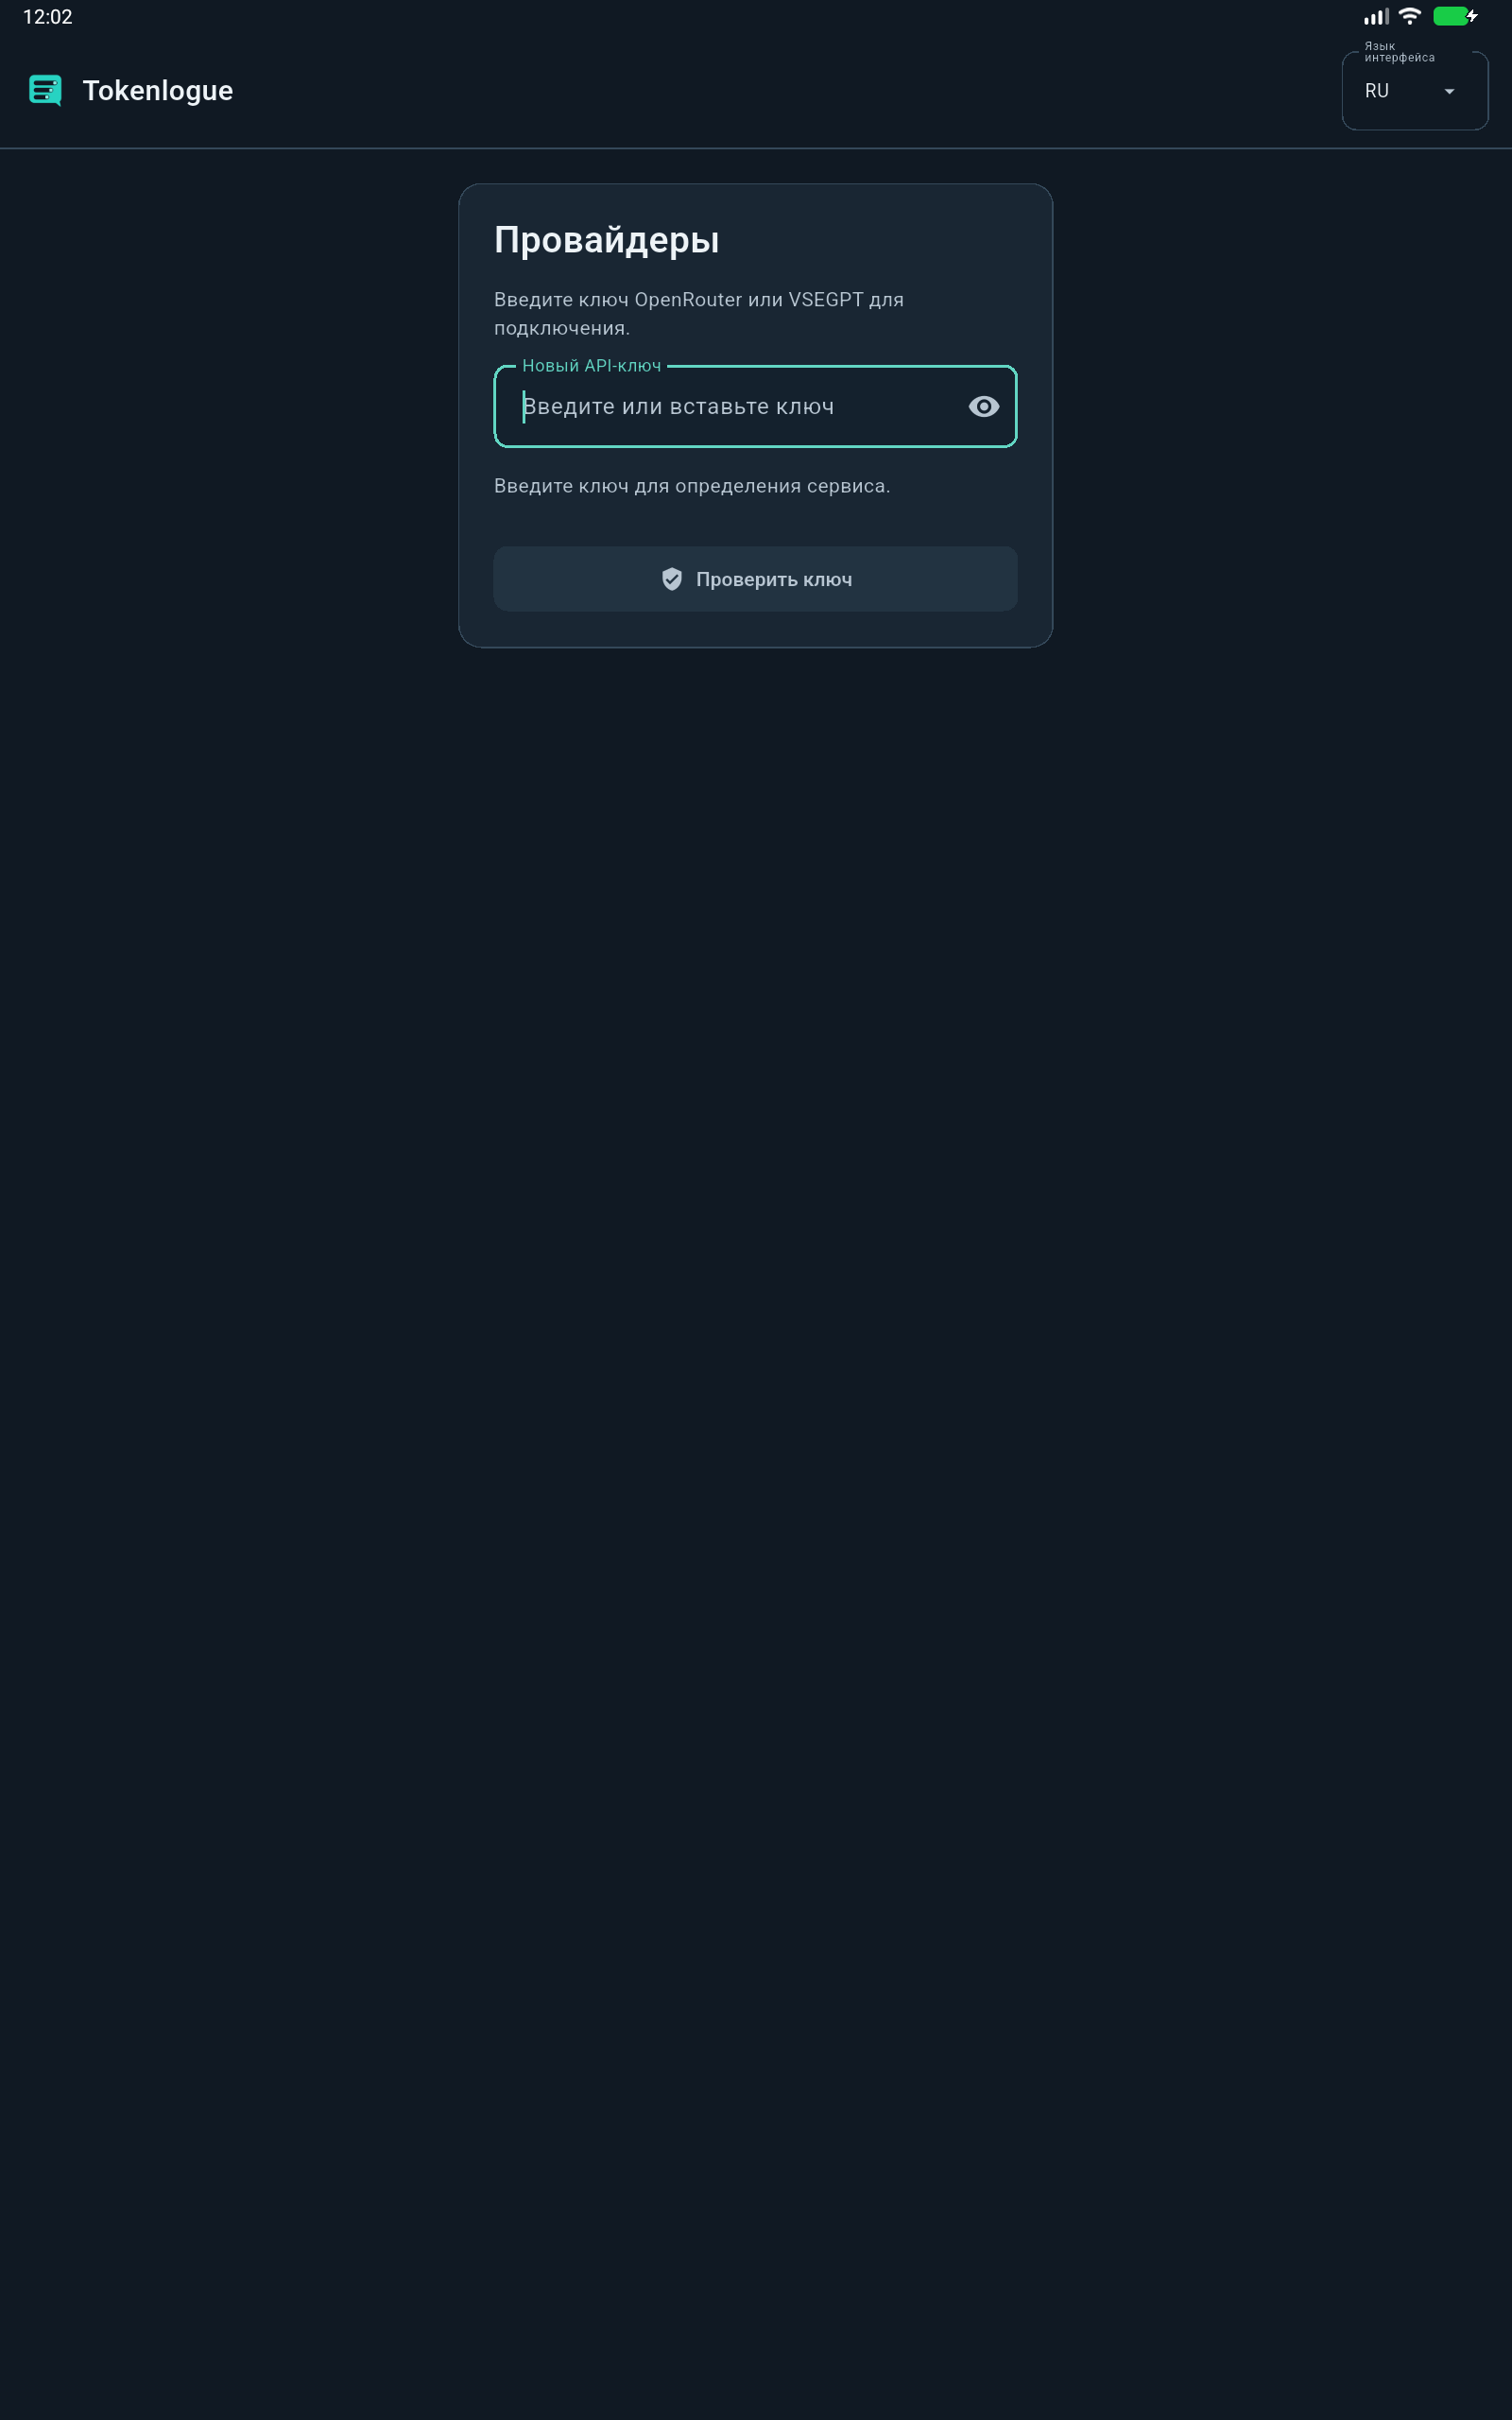 12:02
Язык
интерфейса
Tokenlogue
RU
Провайдеры
Введите ключ OpenRouter или VSEGPT для
подключения.
Новый API-ключ
Введите или вставьте ключ
Введите ключ для определения сервиса.
Проверить ключ